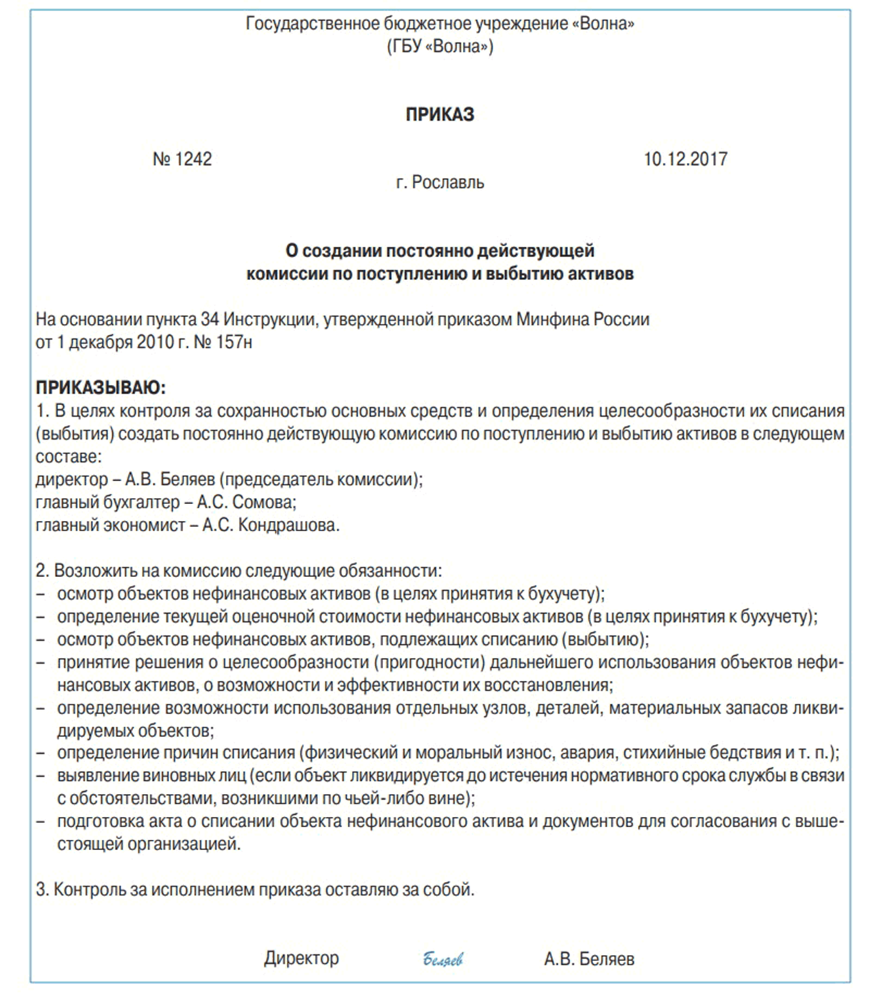 Государственное бюджетное учреждение «Волна»
(ГБУ «Волна»)
ПРИКАЗ
№ 1242 10.12.2017
г. Рославль
О создании постоянно действующей
комиссии по поступлению и выбытию активов
На основании пункта 34 Инструкции, утвержденной приказом Минфина России
от 1 декабря 2010 г. № 157н
ПРИКАЗЫВАЮ:
1. В целях контроля за сохранностью основных средств и определения целесообразности их списания
(выбытия) создать постоянно действующую комиссию по поступлению и выбытию активов в следующем
составе:
директор – А.В. Беляев (председатель комиссии);
главный бухгалтер – А.С. Сомова;
главный экономист – А.С. Кондрашова.
2. Возложить на комиссию следующие обязанности:
– осмотр объектов нефинансовых активов (в целях принятия к бухучету);
– определение текущей оценочной стоимости нефинансовых активов (в целях принятия к бухучету);
– осмотр объектов нефинансовых активов, подлежащих списанию (выбытию);
– принятие решения о целесообразности (пригодности) дальнейшего использования объектов нефи-
нансовых активов, о возможности и эффективности их восстановления;
– определение возможности использования отдельных узлов, деталей, материальных запасов ликви-
дируемых объектов;
– определение причин списания (физический и моральный износ, авария, стихийные бедствия и т. п.);
– выявление виновных лиц (если объект ликвидируется до истечения нормативного срока службы в связи
с обстоятельствами, возникшими по чьей-либо вине);
– подготовка акта о списании объекта нефинансового актива и документов для согласования с выше-
стоящей организацией.
3. Контроль за исполнением приказа оставляю за собой.
Директор Беляев А.В. Беляев